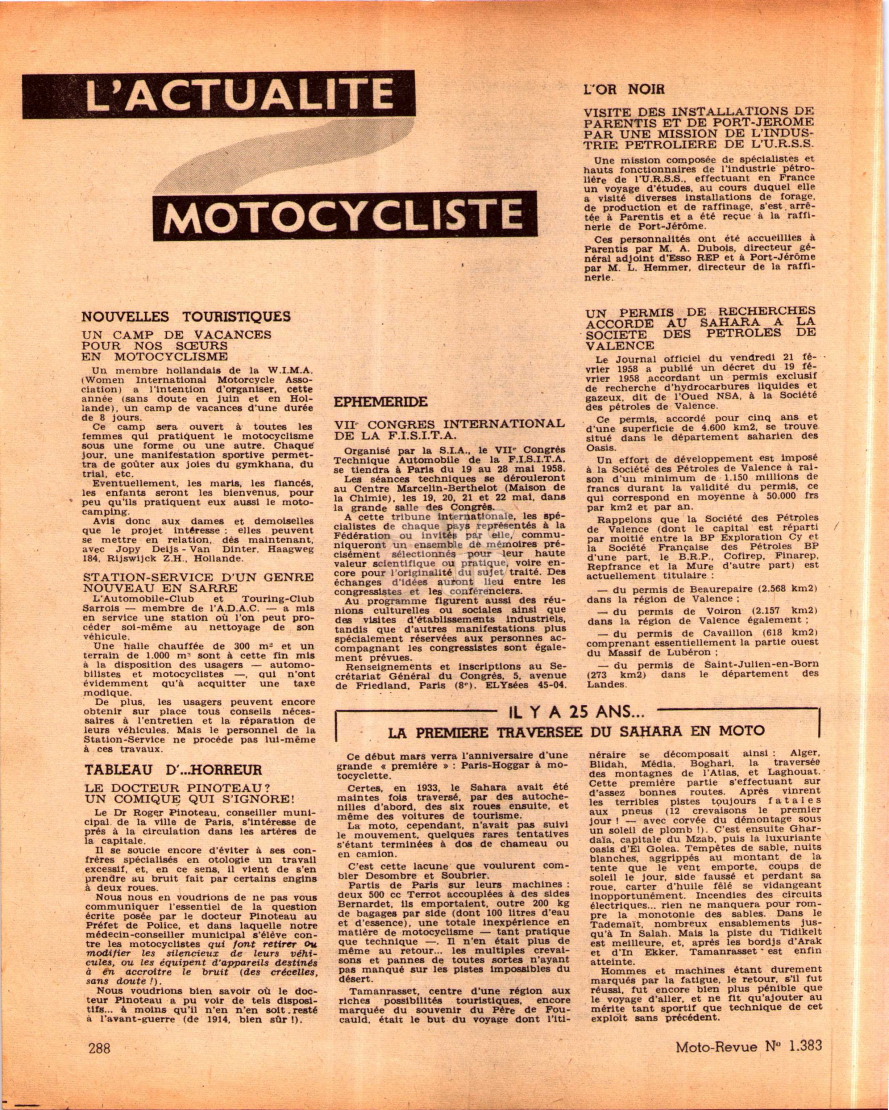 L'ACTUALITE
MOTOCYCLISTE
NOUVELLES TOURISTIQUES
UN CAMP DE VACANCES
POUR NOS SŒURS
EN MOTOCYCLISME
Un membre hollandais de la W.I.M.A.
(Women International Motorcycle Asso-
ciation) a l'intention d'organiser, cette
année (sans doute en juin et en Hol-
lande), un camp de vacances d'une durée
de 8 jours.
Ce camp sera ouvert à toutes les
femmes qui pratiquent le motocyclisme
sous une forme ou une autre. Chaque
jour, une manifestation sportive permet-
tra de goûter aux joies du gymkhana, du
trial, etc.
Eventuellement, les maris, les fiancés,
les enfants seront les bienvenus, pour
peu qu'ils pratiquent eux aussi le moto-
camping.
Avis donc aux dames et demoiselles
que le projet intéresse : elles peuvent
se mettre en relation, dès maintenant,
avec Jopy Deijs - Van Dinter, Haagweg
184, Rijswijck Z.H., Hollande.
STATION-SERVICE D'UN GENRE
NOUVEAU EN SARRE
L'Automobile-Club et Touring-Club
Sarrois — membre de l'A.D.A.C. — a mis
en service une station où l'on peut pro-
céder soi-même au nettoyage de son
véhicule.
Une halle chauffée de 300 m² et un
terrain de 1.000 m² sont à cette fin mis
à la disposition des usagers — automo-
bilistes et motocyclistes —, qui n'ont
évidemment qu'à acquitter une taxe
modique.
De plus, les usagers peuvent encore
obtenir sur place tous conseils néces-
saires à l'entretien et la réparation de
leurs véhicules. Mais le personnel de la
Station-Service ne procède pas lui-même
à ces travaux.
TABLEAU D'...HORREUR
LE DOCTEUR PINOTEAU ?
UN COMIQUE QUI S'IGNORE!
Le Dr Roger Pinoteau, conseiller muni-
cipal de la ville de Paris, s'intéresse de
près à la circulation dans les artères de
la capitale.
Il se soucie encore d'éviter à ses con-
frères spécialisés en otologie un travail
excessif, et, en ce sens, il vient de s'en
prendre au bruit fait par certains engins
à deux roues.
Nous nous en voudrions de ne pas vous
communiquer l'essentiel de la question
écrite posée par le docteur Pinoteau au
Préfet de Police, et dans laquelle notre
médecin-conseiller municipal s'élève con-
tre les motocyclistes qui font retirer ou
modifier les silencieux de leurs véhi-
cules, ou les équipent d'appareils destinés
à en accroître le bruit (des crécelles,
sans doute !).
Nous voudrions bien savoir où le doc-
teur Pinoteau a pu voir de tels disposi-
tifs... à moins qu'il n'en n'en soit resté
à l'avant-guerre (de 1914, bien sûr !).
EPHEMERIDE
VIIᵉ CONGRES INTERNATIONAL
DE LA F.I.S.I.T.A.
Organisé par la S.I.A., le VIIᵉ Congrès
Technique Automobile de la F.I.S.I.T.A.
se tiendra à Paris du 19 au 28 mai 1958.
Les séances techniques se dérouleront
au Centre Marcelin-Berthelot (Maison de
la Chimie), les 19, 20, 21 et 22 mai, dans
la grande salle des Congrès.
A cette tribune internationale, les spé-
cialistes de chaque pays représentés à la
Fédération ou invités par elle, commu-
niqueront un ensemble de mémoires pré-
cisément sélectionnés pour leur haute
valeur scientifique ou pratique, voire en-
core pour l'originalité du sujet traité. Des
échanges d'idées auront lieu entre les
congressistes et les conférenciers.
Au programme figurent aussi des réu-
nions culturelles ou sociales ainsi que
des visites d'établissements industriels,
tandis que d'autres manifestations plus
spécialement réservées aux personnes ac-
compagnant les congressistes sont égale-
ment prévues.
Renseignements et inscriptions au Se-
crétariat Général du Congrès, 5, avenue
de Friedland, Paris (8ᵉ). ELYsées 45-04.
L'OR NOIR
VISITE DES INSTALLATIONS DE
PARENTIS ET DE PORT-JEROME
PAR UNE MISSION DE L'INDUS-
TRIE PETROLIERE DE L'U.R.S.S.
Une mission composée de spécialistes et
hauts fonctionnaires de l'industrie pétro-
lière de l'U.R.S.S., effectuant en France
un voyage d'études, au cours duquel elle
a visité diverses installations de forage,
de production et de raffinage, s'est arrê-
tée à Parentis et a été reçue à la raffi-
nerie de Port-Jérôme.
Ces personnalités ont été accueillies à
Parentis par M. A. Dubois, directeur gé-
néral adjoint d'Esso REP et à Port-Jérôme
par M. L. Hemmer, directeur de la raffi-
nerie.
UN PERMIS DE RECHERCHES
ACCORDE AU SAHARA A LA
SOCIETE DES PETROLES DE
VALENCE
Le Journal officiel du vendredi 21 fé-
vrier 1958 a publié un décret du 19 fé-
vrier 1958 accordant un permis exclusif
de recherche d'hydrocarbures liquides et
gazeux, dit de l'Oued NSA, à la Société
des pétroles de Valence.
Ce permis, accordé pour cinq ans et
d'une superficie de 4.600 km2, se trouve
situé dans le département saharien des
Oasis.
Un effort de développement est imposé
à la Société des Pétroles de Valence à rai-
son d'un minimum de 1.150 millions de
francs durant la validité du permis, ce
qui correspond en moyenne à 50.000 frs
par km2 et par an.
Rappelons que la Société des Pétroles
de Valence (dont le capital est réparti
par moitié entre la BP Exploration Cy et
la Société Française des Pétroles BP
d'une part, le B.R.P., Cofirep, Finarep,
Repfrance et la Mure d'autre part) est
actuellement titulaire :
— du permis de Beaurepaire (2.568 km2)
dans la région de Valence ;
— du permis de Voiron (2.157 km2)
dans la région de Valence également ;
— du permis de Cavaillon (618 km2)
comprenant essentiellement la partie ouest
du Massif de Lubéron ;
— du permis de Saint-Julien-en-Born
(273 km2) dans le département des
Landes.
IL Y A 25 ANS...
LA PREMIERE TRAVERSEE DU SAHARA EN MOTO
Ce début mars verra l'anniversaire d'une
grande « première » : Paris-Hoggar à mo-
tocyclette.
Certes, en 1933, le Sahara avait été
maintes fois traversé, par des autoche-
nilles d'abord, des six roues ensuite, et
même des voitures de tourisme.
La moto, cependant, n'avait pas suivi
le mouvement, quelques rares tentatives
s'étant terminées à dos de chameau ou
en camion.
C'est cette lacune que voulurent com-
bler Desombre et Soubrier.
Partis de Paris sur leurs machines :
deux 500 cc Terrot accouplées à des sides
Bernardet, ils emportaient, outre 200 kg
de bagages par side (dont 100 litres d'eau
et d'essence), une totale inexpérience en
matière de motocyclisme — tant pratique
que technique —. Il n'en était plus de
même au retour... les multiples crevai-
sons et pannes de toutes sortes n'ayant
pas manqué sur les pistes impossibles du
désert.
Tamanrasset, centre d'une région aux
riches possibilités touristiques, encore
marquée du souvenir du Père de Fou-
cauld, était le but du voyage dont l'iti-
néraire se décomposait ainsi : Alger,
Blidah, Média, Boghari, la traversée
des montagnes de l'Atlas, et Laghouat.
Cette première partie s'effectuant sur
d'assez bonnes routes. Après vinrent
les terribles pistes toujours fatales
aux pneus (12 crevaisons le premier
jour ! — avec corvée du démontage sous
un soleil de plomb !). C'est ensuite Ghar-
daïa, capitale du Mzab, puis la luxuriante
oasis d'El Golea. Tempêtes de sable, nuits
blanches, aggrippés au montant de la
tente que le vent emporte, coups de
soleil le jour, side faussé et perdant sa
roue, carter d'huile fêlé se vidangeant
inopportunément. Incendies des circuits
électriques... rien ne manquera pour rom-
pre la monotonie des sables. Dans le
Tademaït, nombreux ensablements jus-
qu'à In Salah. Mais la piste du Tidikelt
est meilleure, et, après les bordjs d'Arak
et d'In Ekker, Tamanrasset est enfin
atteinte.
Hommes et machines étant durement
marqués par la fatigue, le retour, s'il fut
réussi, fut encore bien plus pénible que
le voyage d'aller, et ne fit qu'ajouter au
mérite tant sportif que technique de cet
exploit sans précédent.
288
Moto-Revue Nº 1.383